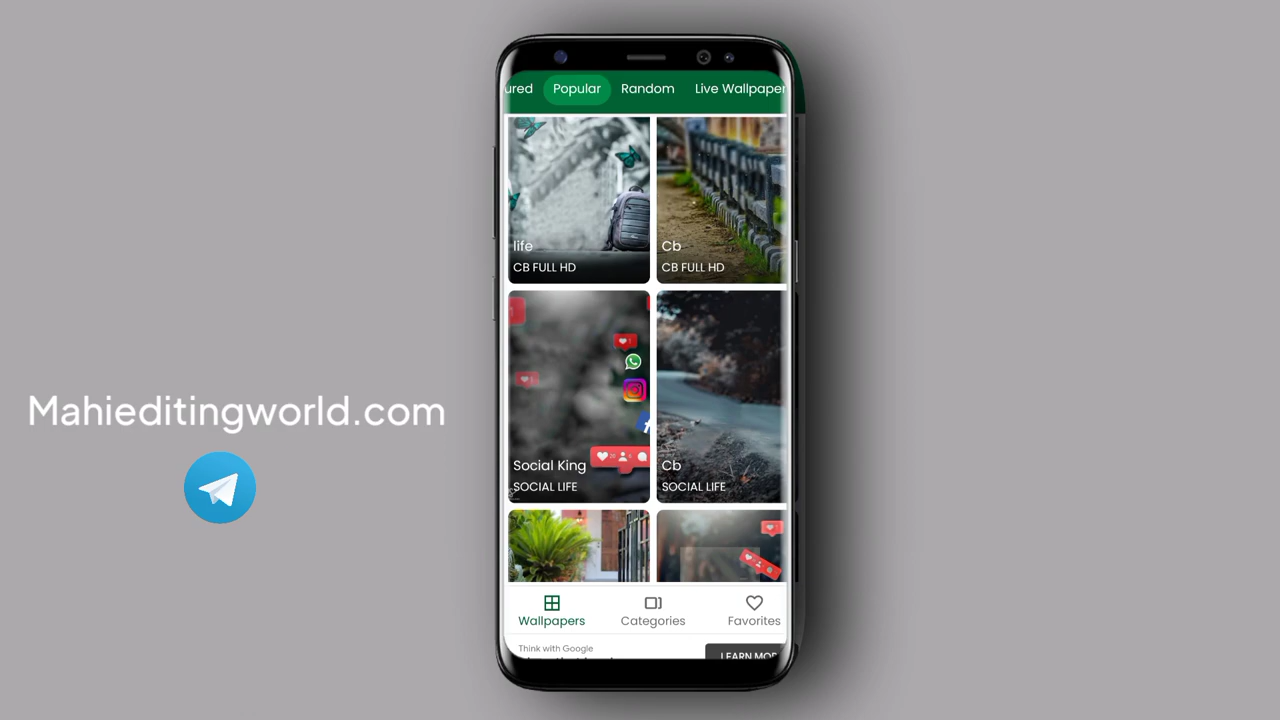 ured Popular Random Live Wallpaper
life
CB FULL HD
Cb
CB FULL HD
Social King
SOCIAL LIFE
Cb
SOCIAL LIFE
Mahieditingworld.com
Wallpapers Categories Favorites
Think with Google
LEARN MOR